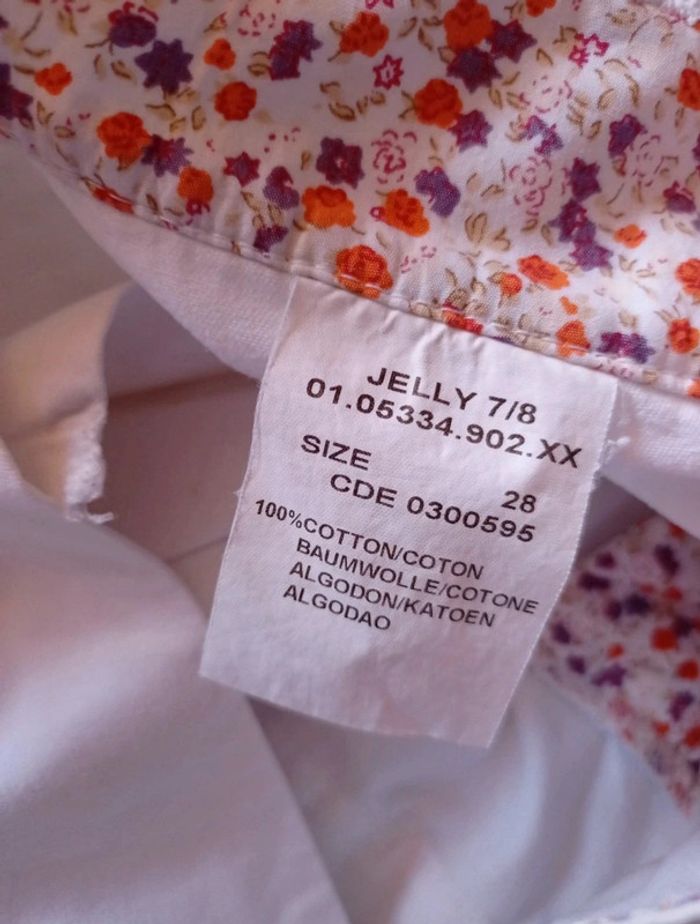 JELLY 7/8
01.05334.902.XX
SIZE 28
CDE 0300595
100%COTTON/COTON
BAUMWOLLE/COTONE
ALGODON/KATOEN
ALGODAO